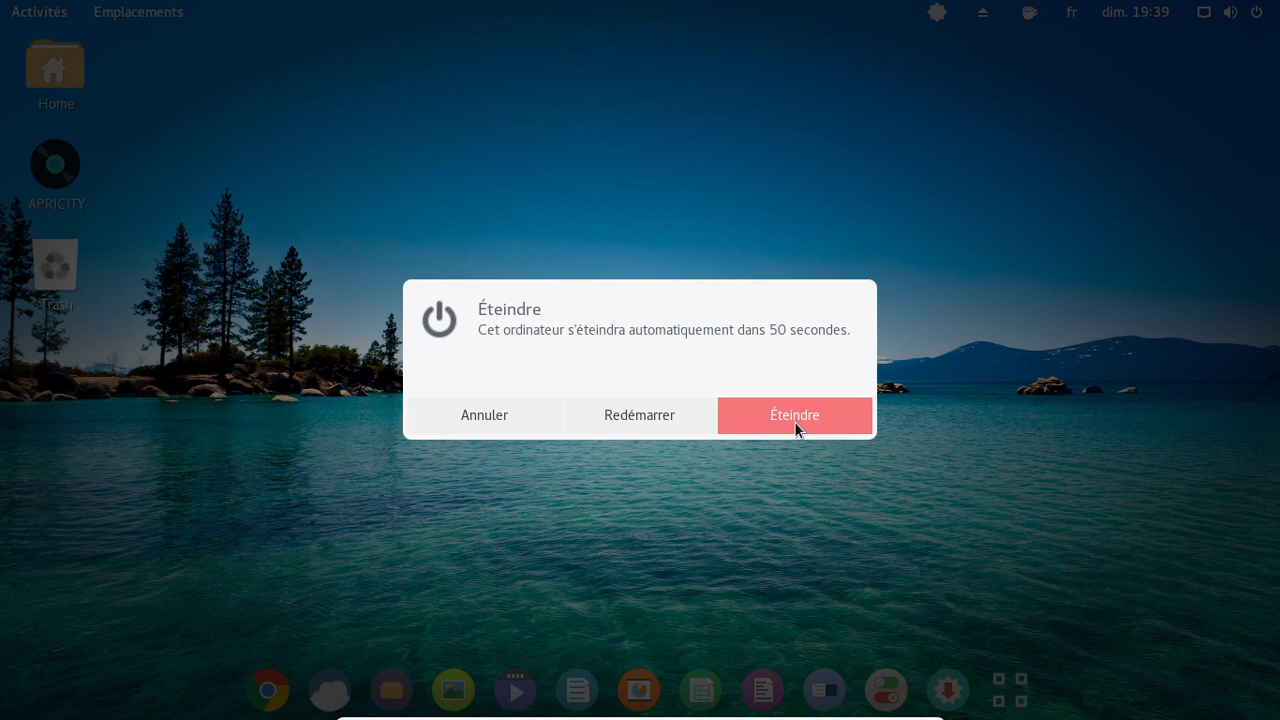 Activités Emplacements fr dim. 19:39
Home
APRICITY
Trash
Éteindre
Cet ordinateur s'éteindra automatiquement dans 50 secondes.
Annuler Redémarrer Éteindre